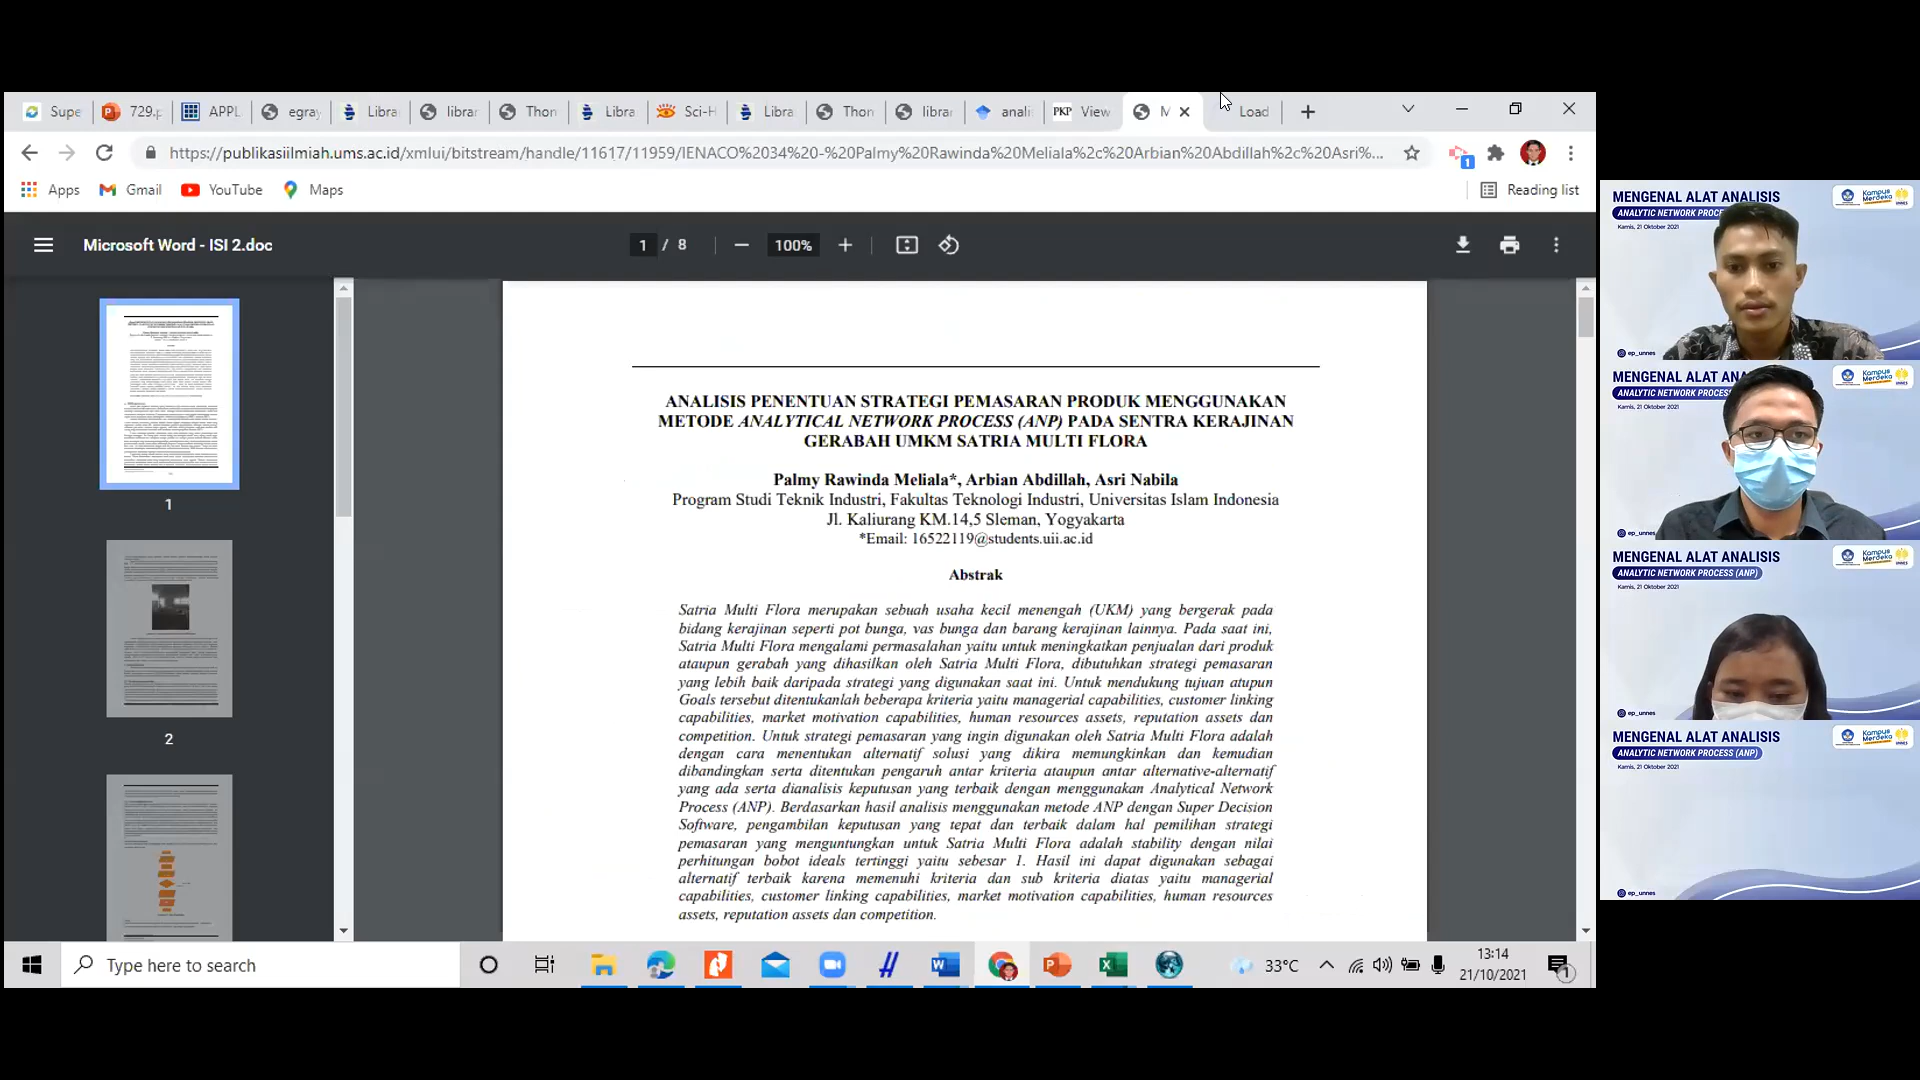 Supe
729.p
APPL
egray
Libra
librar
Thon
Libra
Sci-H
Libra
Thon
librar
anali
PKP View
M
Load
https://publikasiilmiah.ums.ac.id/xmlui/bitstream/handle/11617/11959/IENACO%2034%20-%20Palmy%20Rawinda%20Meliala%2c%20Arbian%20Abdillah%2c%20Asri%...
1
Apps
Gmail
YouTube
Maps
Reading list
Microsoft Word - ISI 2.doc
1 / 8
100%
1
2
ANALISIS PENENTUAN STRATEGI PEMASARAN PRODUK MENGGUNAKAN
METODE ANALYTICAL NETWORK PROCESS (ANP) PADA SENTRA KERAJINAN
GERABAH UMKM SATRIA MULTI FLORA
Palmy Rawinda Meliala*, Arbian Abdillah, Asri Nabila
Program Studi Teknik Industri, Fakultas Teknologi Industri, Universitas Islam Indonesia
Jl. Kaliurang KM.14,5 Sleman, Yogyakarta
*Email: 16522119@students.uii.ac.id
Abstrak
Satria Multi Flora merupakan sebuah usaha kecil menengah (UKM) yang bergerak pada
bidang kerajinan seperti pot bunga, vas bunga dan barang kerajinan lainnya. Pada saat ini,
Satria Multi Flora mengalami permasalahan yaitu untuk meningkatkan penjualan dari produk
ataupun gerabah yang dihasilkan oleh Satria Multi Flora, dibutuhkan strategi pemasaran
yang lebih baik daripada strategi yang digunakan saat ini. Untuk mendukung tujuan atupun
Goals tersebut ditentukanlah beberapa kriteria yaitu managerial capabilities, customer linking
capabilities, market motivation capabilities, human resources assets, reputation assets dan
competition. Untuk strategi pemasaran yang ingin digunakan oleh Satria Multi Flora adalah
dengan cara menentukan alternatif solusi yang dikira memungkinkan dan kemudian
dibandingkan serta ditentukan pengaruh antar kriteria ataupun antar alternative-alternatif
yang ada serta dianalisis keputusan yang terbaik dengan menggunakan Analytical Network
Process (ANP). Berdasarkan hasil analisis menggunakan metode ANP dengan Super Decision
Software, pengambilan keputusan yang tepat dan terbaik dalam hal pemilihan strategi
pemasaran yang menguntungkan untuk Satria Multi Flora adalah stability dengan nilai
perhitungan bobot ideals tertinggi yaitu sebesar 1. Hasil ini dapat digunakan sebagai
alternatif terbaik karena memenuhi kriteria dan sub kriteria diatas yaitu managerial
capabilities, customer linking capabilities, market motivation capabilities, human resources
assets, reputation assets dan competition.
Type here to search
33°C
13:14
21/10/2021
1
MENGENAL ALAT ANALISIS
ANALYTIC NETWORK PROCE
Kamis, 21 Oktober 2021
Kampus
Merdeka
UNNES
ep_unnes
MENGENAL ALAT ANA
ANALYTIC NETWORK PROCES
Kamis, 21 Oktober 2021
Kampus
Merdeka
UNNES
ep_unnes
MENGENAL ALAT ANALISIS
ANALYTIC NETWORK PROCESS (ANP)
Kamis, 21 Oktober 2021
Kampus
Merdeka
UNNES
ep_unnes
MENGENAL ALAT ANALISIS
ANALYTIC NETWORK PROCESS (ANP)
Kamis, 21 Oktober 2021
Kampus
Merdeka
UNNES
ep_unnes